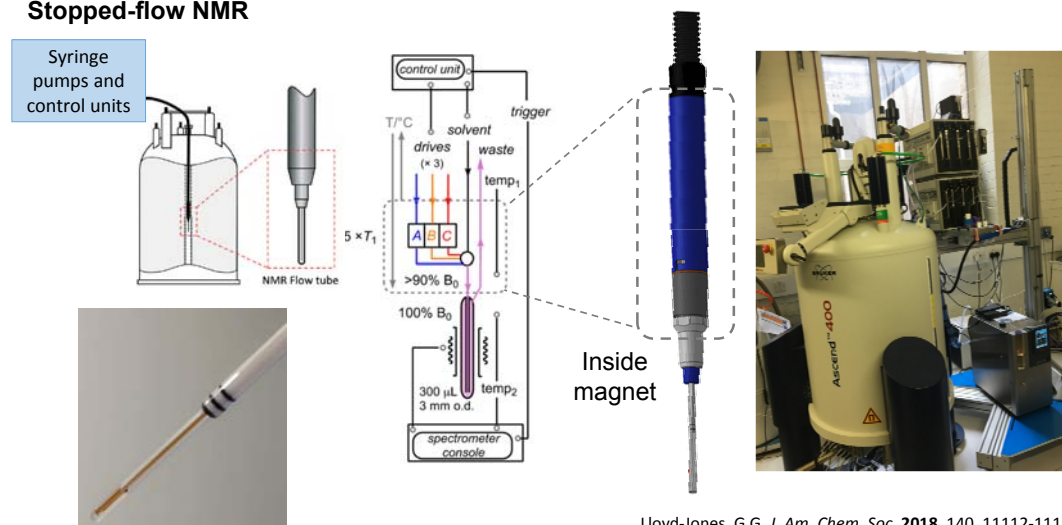 Stopped-flow NMR
Syringe
pumps and
control units
NMR Flow tube
control unit
trigger
T/°C
solvent
drives
(× 3)
waste
temp₁
5 ×T₁
A B C
>90% B₀
100% B₀
300 µL
3 mm o.d.
temp₂
spectrometer
console
Inside
magnet
BRUKER
Ascend™ 400
Lloyd-Jones, G.G. J. Am. Chem. Soc. 2018, 140, 11112-111